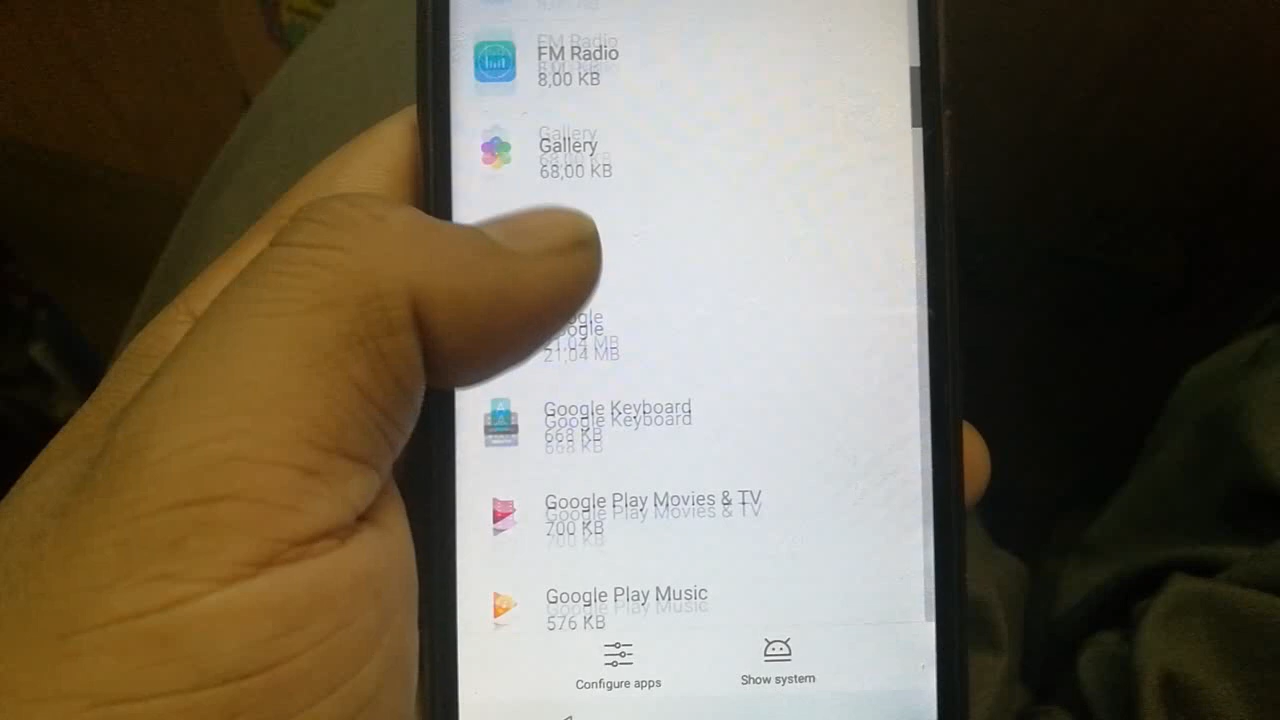 FM Radio
8,00 KB
Gallery
68,00 KB
Google
21,04 MB
Google Keyboard
668 KB
Google Play Movies & TV
700 KB
Google Play Music
576 KB
Configure apps
Show system